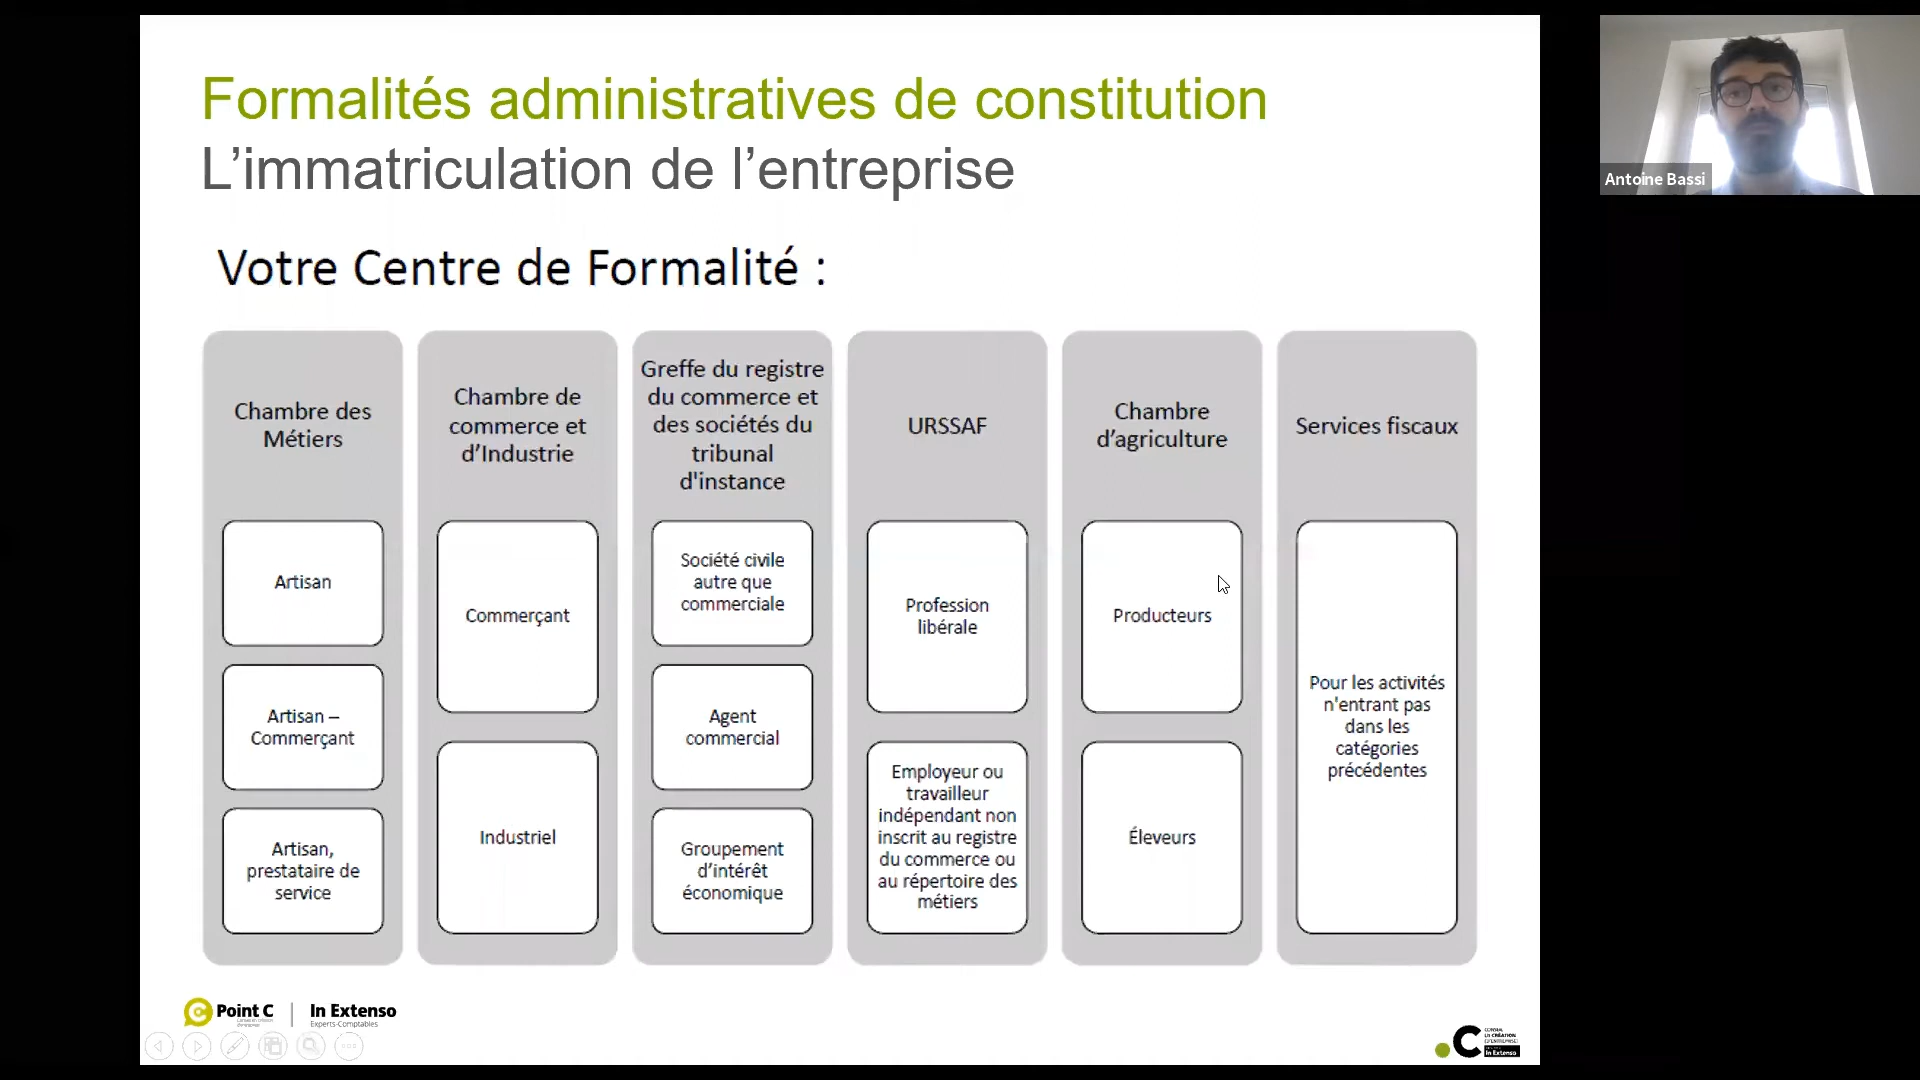 Formalités administratives de constitution
L’immatriculation de l’entreprise
Votre Centre de Formalité :
Chambre des
Métiers
Artisan
Artisan –
Commerçant
Artisan,
prestataire de
service
Chambre de
commerce et
d’Industrie
Commerçant
Industriel
Greffe du registre
du commerce et
des sociétés du
tribunal
d'instance
Société civile
autre que
commerciale
Agent
commercial
Groupement
d’intérêt
économique
URSSAF
Profession
libérale
Employeur ou
travailleur
indépendant non
inscrit au registre
du commerce ou
au répertoire des
métiers
Chambre
d’agriculture
Producteurs
Éleveurs
Services fiscaux
Pour les activités
n'entrant pas
dans les
catégories
précédentes
Point C
In Extenso
Experts-Comptables
In Extenso
Antoine Bassi